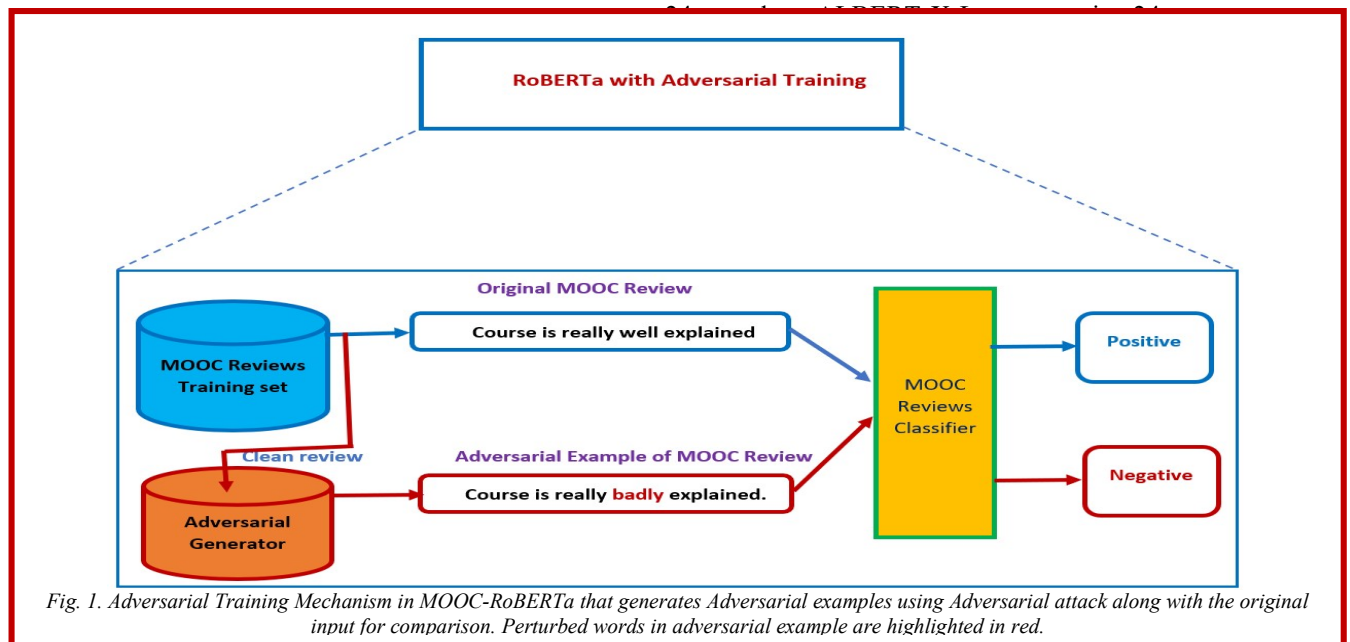 RoBERTa with Adversarial Training
Original MOOC Review
Course is really well explained
MOOC Reviews
Training set
Positive
MOOC
Reviews
Classifier
Clean review
Adversarial Example of MOOC Review
Course is really badly explained.
Negative
Adversarial
Generator
Fig. 1. Adversarial Training Mechanism in MOOC-RoBERTa that generates Adversarial examples using Adversarial attack along with the original
input for comparison. Perturbed words in adversarial example are highlighted in red.